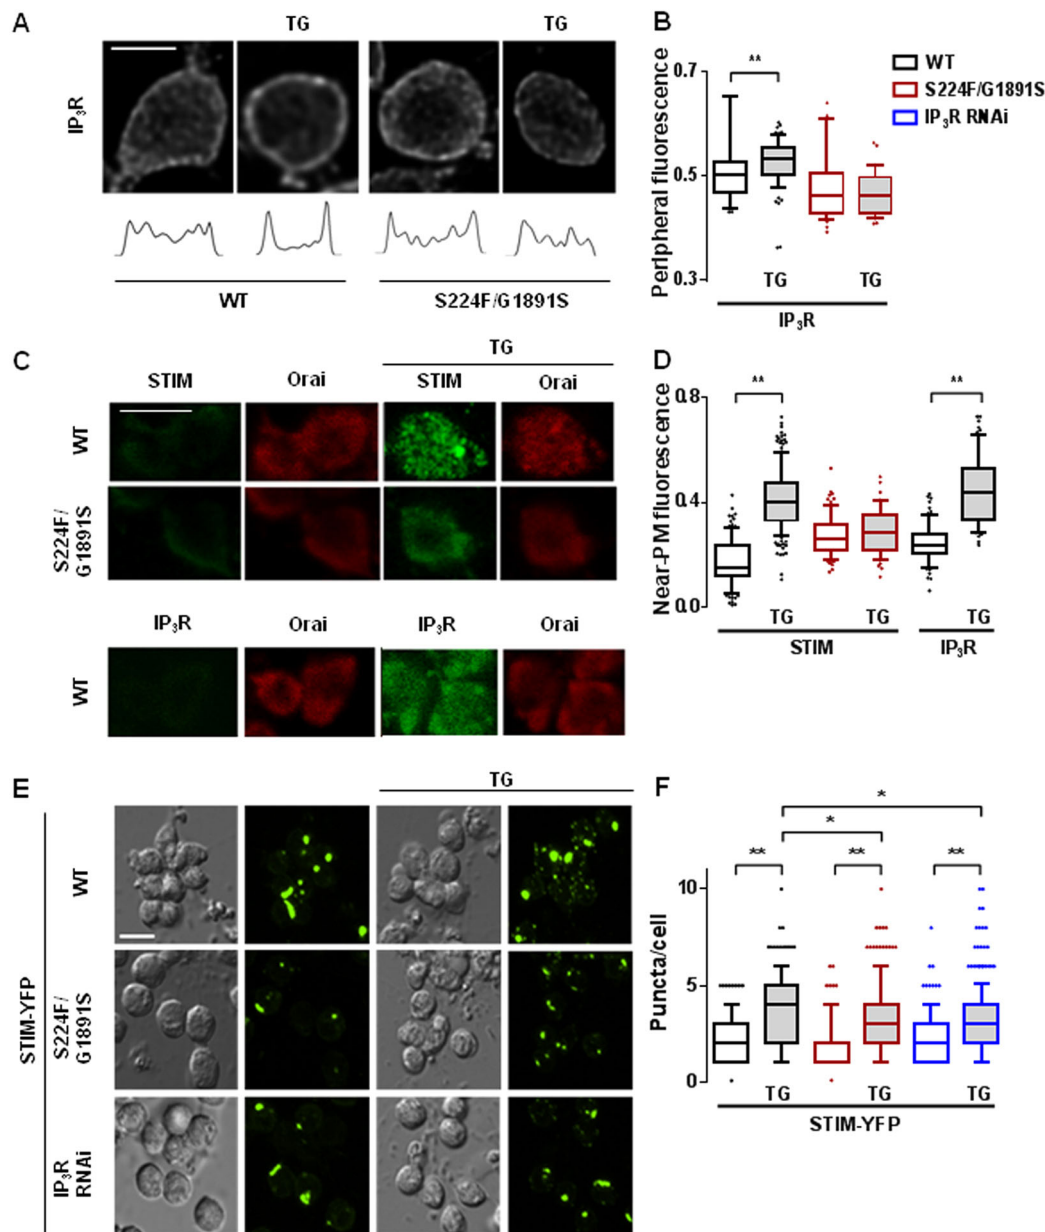 A
TG
TG
IP₃R
WT
S224F/G1891S
B
Peripheral fluorescence
0.7
0.5
0.3
**
TG
TG
IP₃R
WT
S224F/G1891S
IP₃R RNAi
C
TG
STIM
Orai
STIM
Orai
WT
S224F/
G1891S
IP₃R
Orai
IP₃R
Orai
WT
D
Near-PM fluorescence
0.8
0.4
0.0
**
**
TG
TG
TG
STIM
IP₃R
E
TG
STIM-YFP
WT
S224F/
G1891S
IP₃R
RNAi
F
Puncta/cell
10
5
0
*
*
**
**
**
TG
TG
TG
STIM-YFP